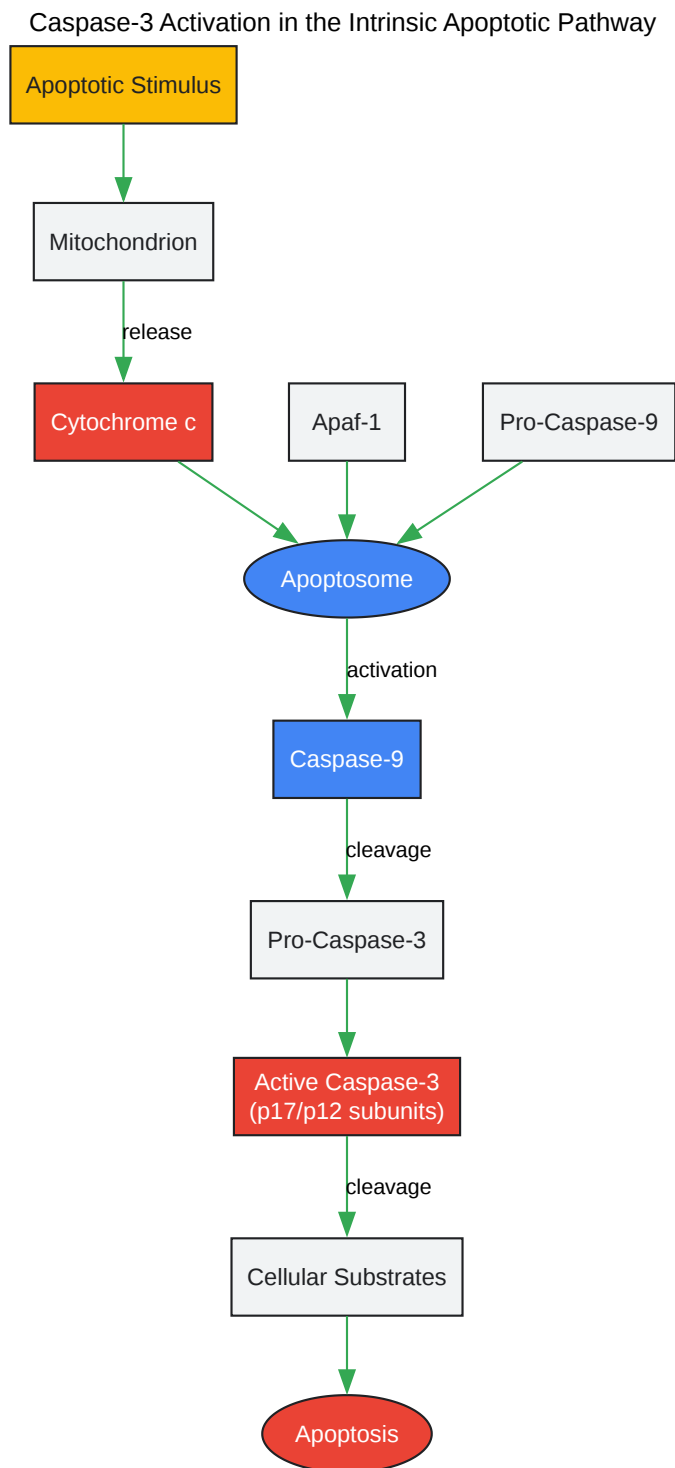 Caspase-3 Activation in the Intrinsic Apoptotic Pathway
Apoptotic Stimulus
Mitochondrion
release
Cytochrome c
Apaf-1
Pro-Caspase-9
Apoptosome
activation
Caspase-9
cleavage
Pro-Caspase-3
Active Caspase-3
(p17/p12 subunits)
cleavage
Cellular Substrates
Apoptosis